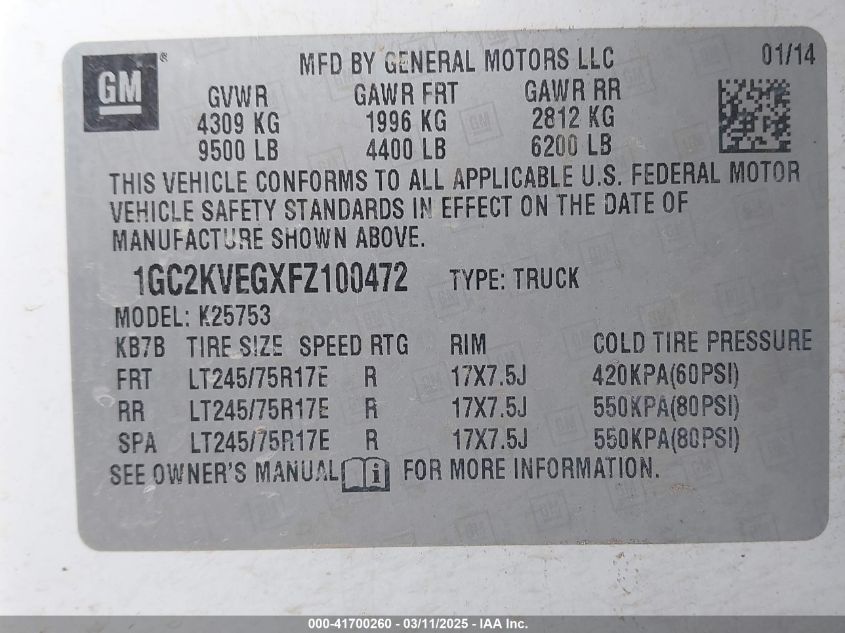 GM ® MFD BY GENERAL MOTORS LLC 01/14
GVWR GAWR FRT GAWR RR
4309 KG 1996 KG 2812 KG
9500 LB 4400 LB 6200 LB
THIS VEHICLE CONFORMS TO ALL APPLICABLE U.S. FEDERAL MOTOR
VEHICLE SAFETY STANDARDS IN EFFECT ON THE DATE OF
MANUFACTURE SHOWN ABOVE.
1GC2KVEGXFZ100472 TYPE: TRUCK
MODEL: K25753
KB7B TIRE SIZE SPEED RTG RIM COLD TIRE PRESSURE
FRT LT245/75R17E R 17X7.5J 420KPA(60PSI)
RR LT245/75R17E R 17X7.5J 550KPA(80PSI)
SPA LT245/75R17E R 17X7.5J 550KPA(80PSI)
SEE OWNER'S MANUAL i FOR MORE INFORMATION.
000-41700260 - 03/11/2025 - IAA Inc.